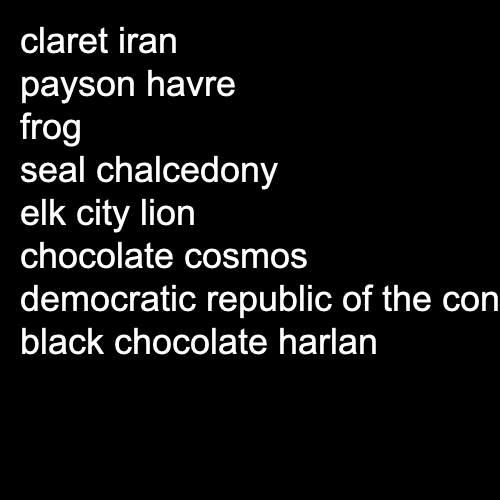 claret iran
payson havre
frog
seal chalcedony
elk city lion
chocolate cosmos
democratic republic of the con
black chocolate harlan